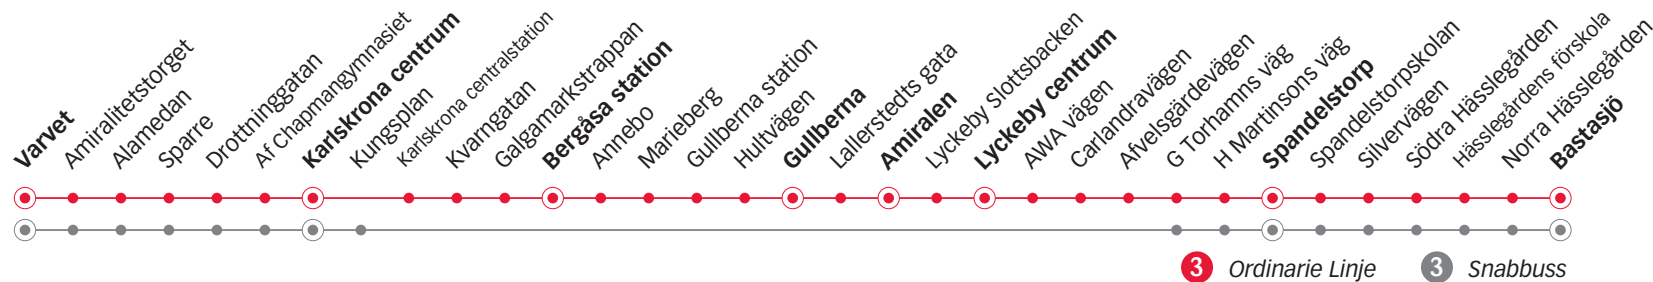 Varvet
Amiralitetstorget
Alamedan
Sparre
Drottninggatan
Af Chapmangymnasiet
Karlskrona centrum
Kungsplan
Karlskrona centralstation
Kvarngatan
Galgamarkstrappan
Bergåsa station
Annebo
Marieberg
Gullberna station
Hultvägen
Gullberna
Lallerstedts gata
Amiralen
Lyckeby Slottsbacken
Lyckeby centrum
AWA vägen
Carlandravägen
Afvelsgärdevägen
G Torhamns väg
H Martinsons väg
Spandelstorp
Spandelstorpskolan
Silvervägen
Södra Hässlegården
Hässlegårdens förskola
Norra Hässlegården
Bastasjö
3 Ordinarie Linje
3 Snabbuss